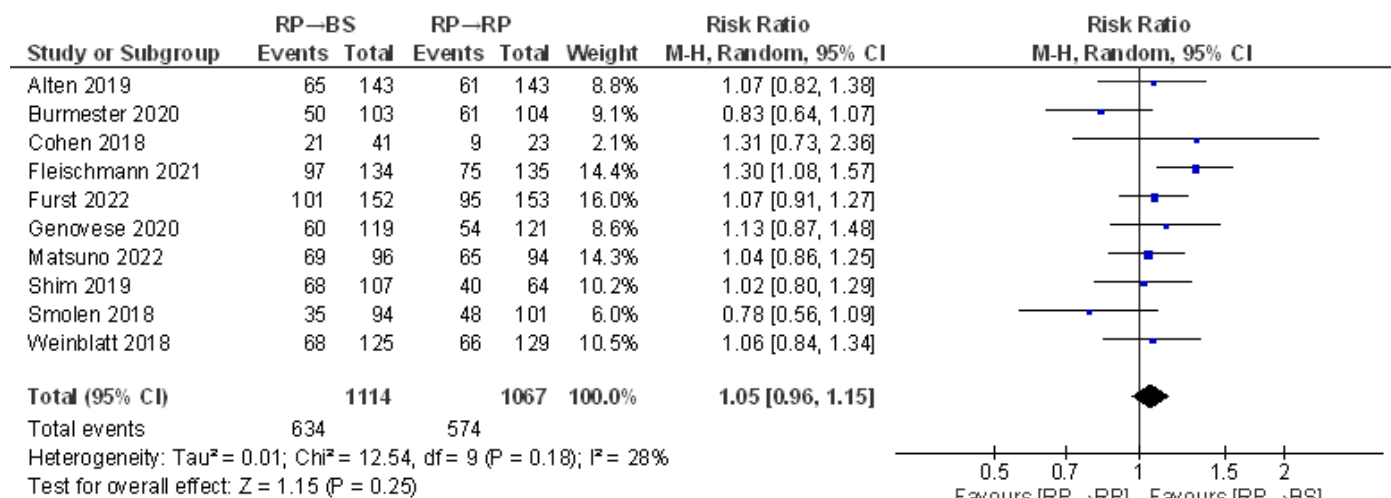 RP→BS RP→RP Risk Ratio Risk Ratio
Study or Subgroup Events Total Events Total Weight M-H, Random, 95% CI M-H, Random, 95% CI
Alten 2019 65 143 61 143 8.8% 1.07 [0.82, 1.38]
Burmester 2020 50 103 61 104 9.1% 0.83 [0.64, 1.07]
Cohen 2018 21 41 9 23 2.1% 1.31 [0.73, 2.36]
Fleischmann 2021 97 134 75 135 14.4% 1.30 [1.08, 1.57]
Furst 2022 101 152 95 153 16.0% 1.07 [0.91, 1.27]
Genovese 2020 60 119 54 121 8.6% 1.13 [0.87, 1.48]
Matsuno 2022 69 96 65 94 14.3% 1.04 [0.86, 1.25]
Shim 2019 68 107 40 64 10.2% 1.02 [0.80, 1.29]
Smolen 2018 35 94 48 101 6.0% 0.78 [0.56, 1.09]
Weinblatt 2018 68 125 66 129 10.5% 1.06 [0.84, 1.34]
Total (95% CI) 1114 1067 100.0% 1.05 [0.96, 1.15]
Total events 634 574
Heterogeneity: Tau² = 0.01; Chi² = 12.54, df = 9 (P = 0.18); I² = 28%
Test for overall effect: Z = 1.15 (P = 0.25)
0.5 0.7 1 1.5 2
Favours [RP→RP] Favours [RP→BS]